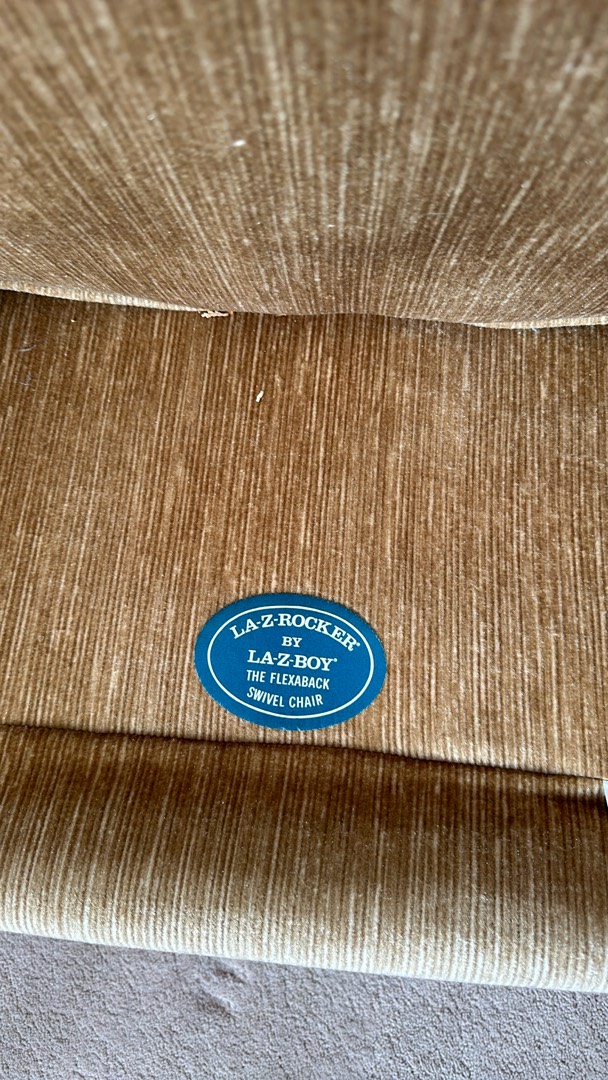 LA-Z-ROCKER®
BY
LA-Z-BOY®
THE FLEXABACK
SWIVEL CHAIR